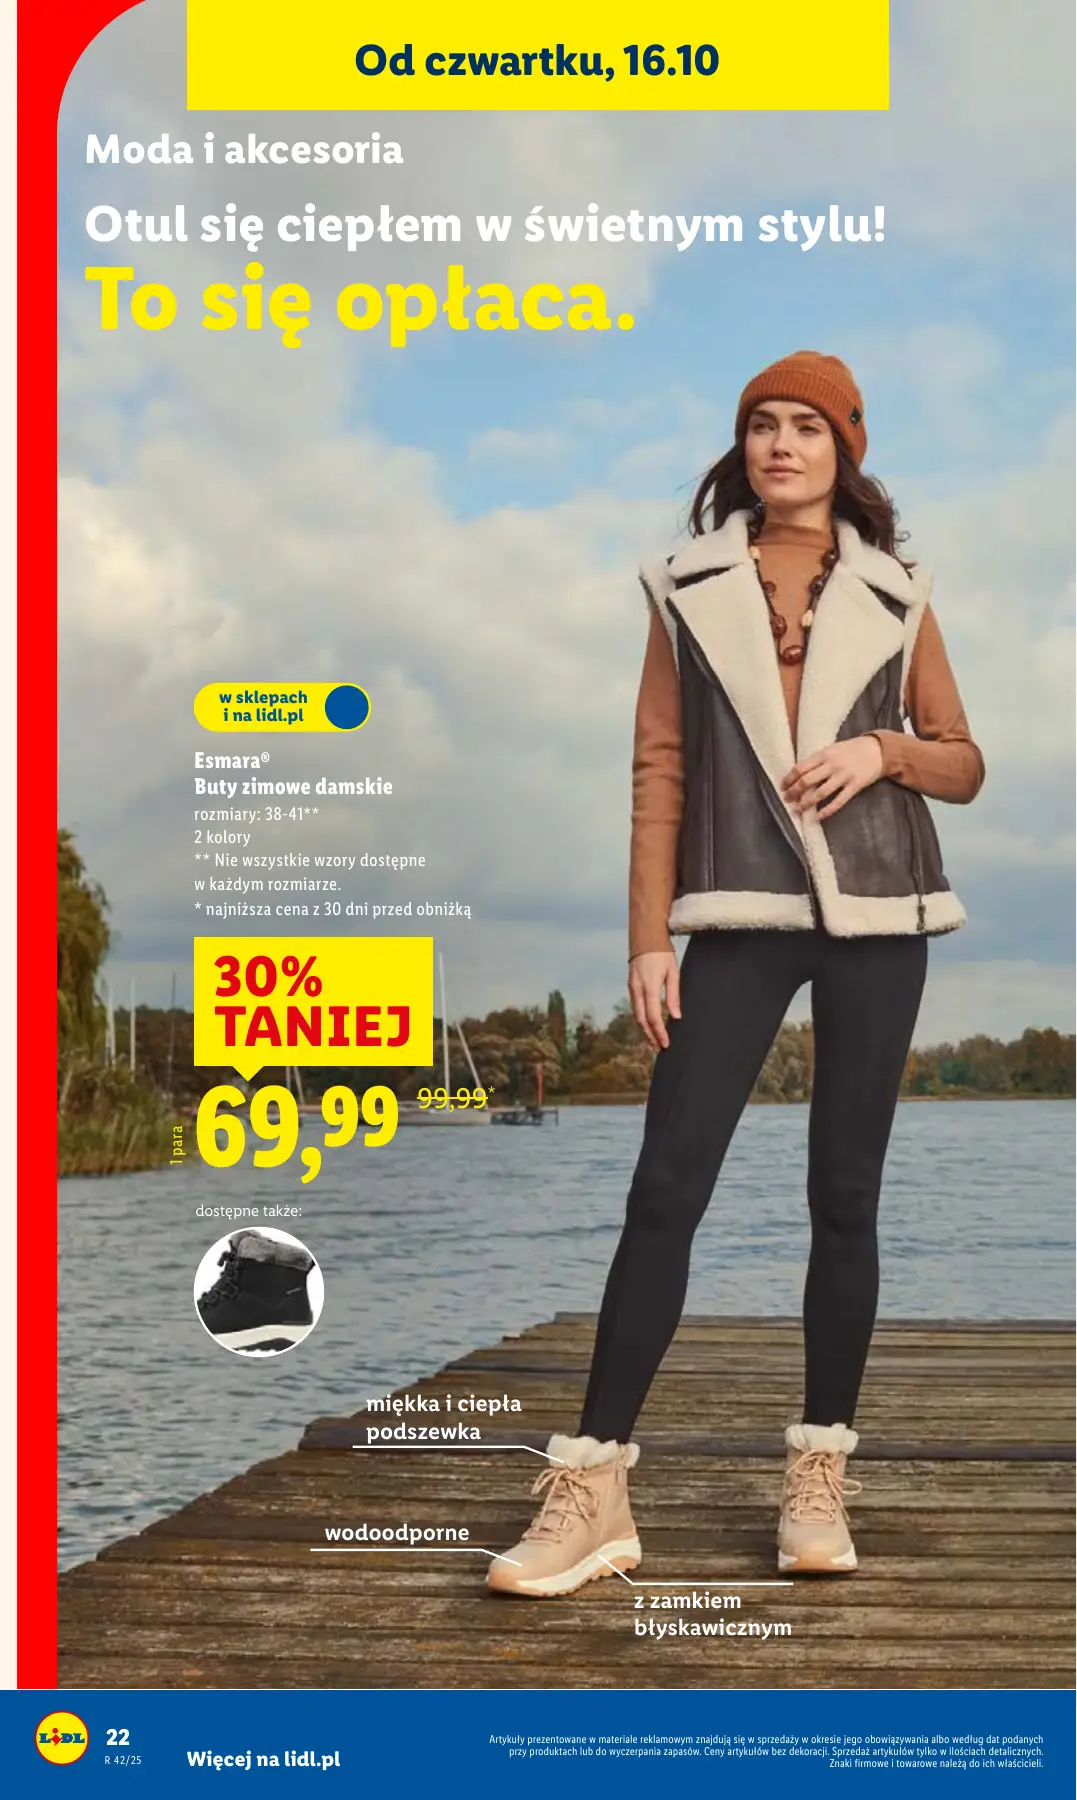 Od czwartku, 16.10
Moda i akcesoria
Otul się ciepłem w świetnym stylu!
To się opłaca.
w sklepach
i na lidl.pl
Esmara®
Buty zimowe damskie
rozmiary: 38-41**
2 kolory
** Nie wszystkie wzory dostępne
w każdym rozmiarze.
* najniższa cena z 30 dni przed obniżką
30%
TANIEJ
69,99
99,99*
1 para
dostępne także:
miękka i ciepła
podszewka
wodoodporne
z zamkiem
błyskawicznym
LIDL
22
R 42/25
Więcej na lidl.pl
Artykuły prezentowane w materiale reklamowym znajdują się w sprzedaży w okresie jego obowiązywania albo według dat podanych
przy produktach lub do wyczerpania zapasów. Ceny artykułów bez dekoracji. Sprzedaż artykułów tylko w ilościach detalicznych.
Znaki firmowe i towarowe należą do ich właścicieli.